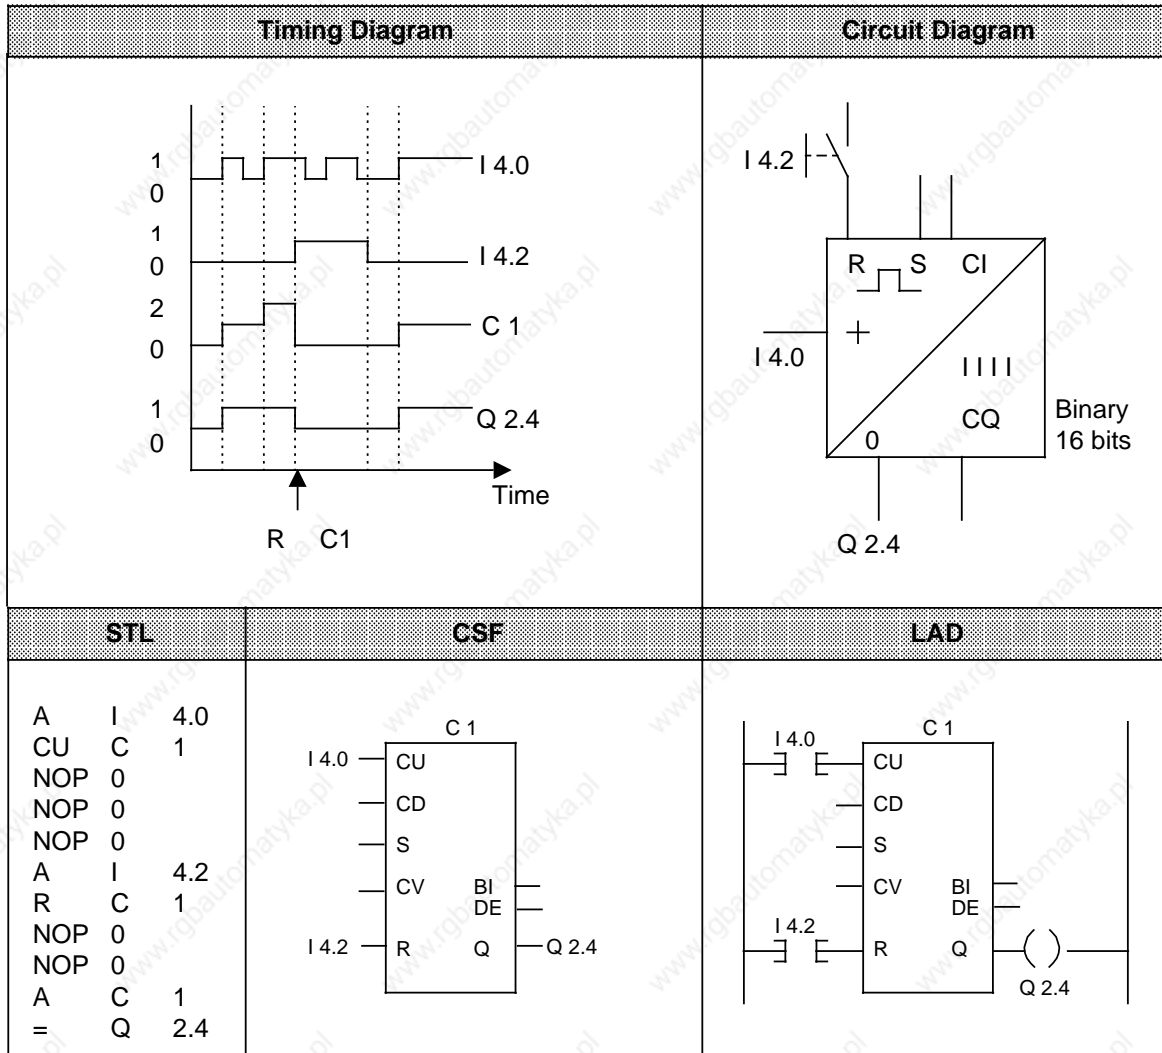 Timing Diagram
Circuit Diagram
1
0
I 4.0
1
0
I 4.2
2
0
C 1
1
0
Q 2.4
Time
R C1
I 4.2
R S CI
I 4.0
+
I I I I
CQ
0
Binary
16 bits
Q 2.4
STL
CSF
LAD
A I 4.0
CU C 1
NOP 0
NOP 0
NOP 0
A I 4.2
R C 1
NOP 0
NOP 0
A C 1
= Q 2.4
C 1
I 4.0 CU
CD
S
CV BI
DE
I 4.2 R Q Q 2.4
C 1
I 4.0
CU
CD
S
CV BI
DE
I 4.2
R Q ( )
Q 2.4
www.rgbautomatyka.pl